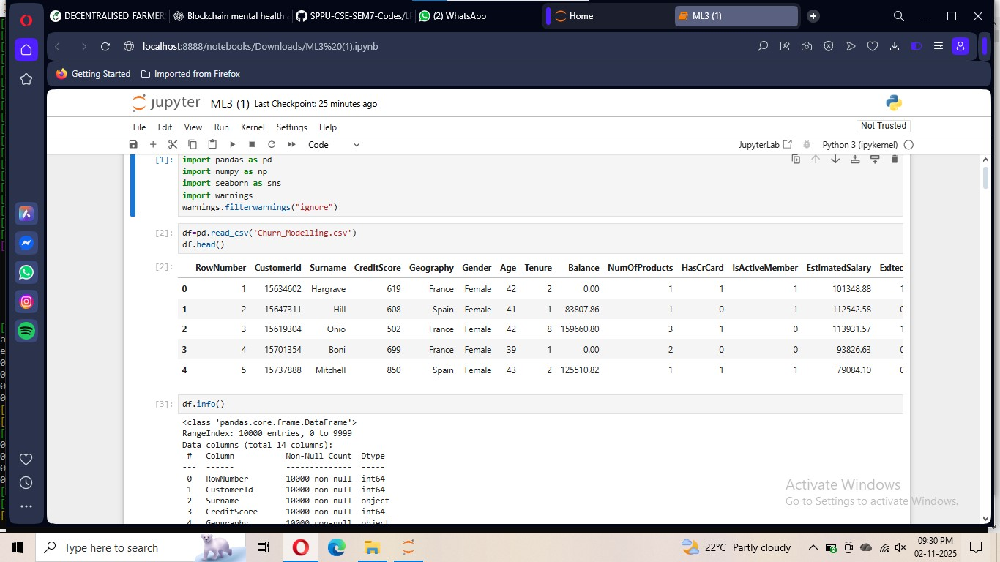 DECENTRALISED_FARMER
Blockchain mental health
SPPU-CSE-SEM7-Codes/L
(2) WhatsApp
Home
ML3 (1)
localhost:8888/notebooks/Downloads/ML3%20(1).ipynb
Getting Started
Imported from Firefox
jupyter ML3 (1) Last Checkpoint: 25 minutes ago
File Edit View Run Kernel Settings Help
Not Trusted
Code
JupyterLab
Python 3 (ipykernel)
[1]: import pandas as pd
import numpy as np
import seaborn as sns
import warnings
warnings.filterwarnings("ignore")
[2]: df=pd.read_csv('Churn_Modelling.csv')
df.head()
[2]: RowNumber CustomerId Surname CreditScore Geography Gender Age Tenure Balance NumOfProducts HasCrCard IsActiveMember EstimatedSalary Exited
0 1 15634602 Hargrave 619 France Female 42 2 0.00 1 1 1 101348.88 1
1 2 15647311 Hill 608 Spain Female 41 1 83807.86 1 0 1 112542.58 0
2 3 15619304 Onio 502 France Female 42 8 159660.80 3 1 0 113931.57 1
3 4 15701354 Boni 699 France Female 39 1 0.00 2 0 0 93826.63 0
4 5 15737888 Mitchell 850 Spain Female 43 2 125510.82 1 1 1 79084.10 0
[3]: df.info()
<class 'pandas.core.frame.DataFrame'>
RangeIndex: 10000 entries, 0 to 9999
Data columns (total 14 columns):
# Column Non-Null Count Dtype
--- ------ -------------- -----
0 RowNumber 10000 non-null int64
1 CustomerId 10000 non-null int64
2 Surname 10000 non-null object
3 CreditScore 10000 non-null int64
4 Geography 10000 non-null object
Activate Windows
Go to Settings to activate Windows.
Type here to search
22°C Partly cloudy
09:30 PM
02-11-2025